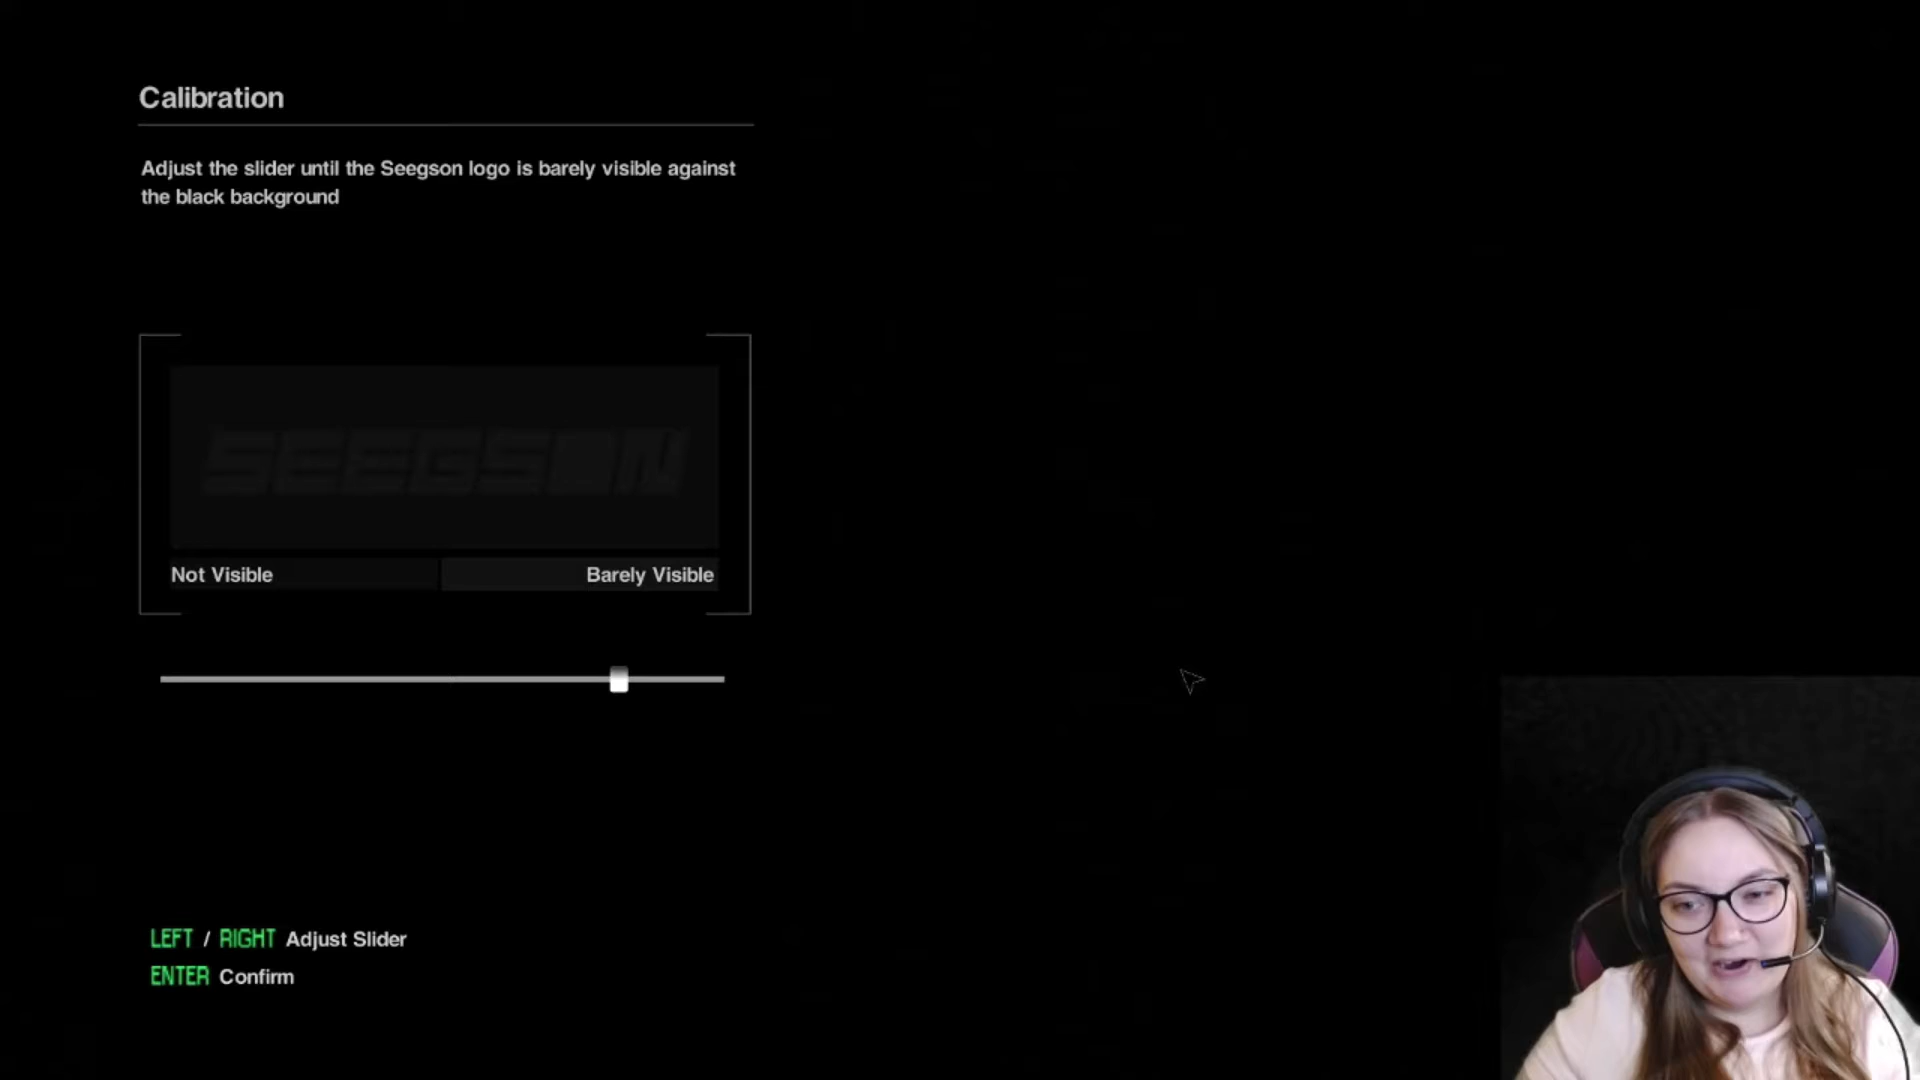 Calibration
Adjust the slider until the Seegson logo is barely visible against
the black background
SEEGSON
Not Visible
Barely Visible
LEFT / RIGHT Adjust Slider
ENTER Confirm